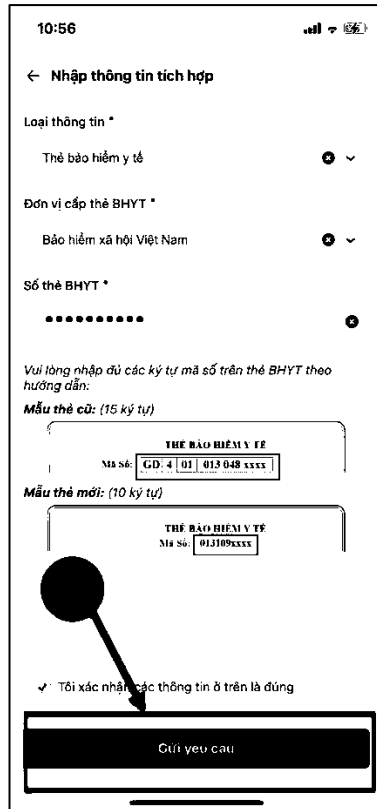 10:56
← Nhập thông tin tích hợp
Loại thông tin *
Thẻ bảo hiểm y tế
Đơn vị cấp thẻ BHYT *
Bảo hiểm xã hội Việt Nam
Số thẻ BHYT *
••••••••••
Vui lòng nhập đủ các ký tự mã số trên thẻ BHYT theo
hướng dẫn:
Mẫu thẻ cũ: (15 ký tự)
THẺ BẢO HIỂM Y TẾ
Mã Số: GD 4 01 013 048 xxxx
Mẫu thẻ mới: (10 ký tự)
THẺ BẢO HIỂM Y TẾ
Mã Số: 013109xxxx
✓ Tôi xác nhận các thông tin ở trên là đúng
Gửi yêu cầu